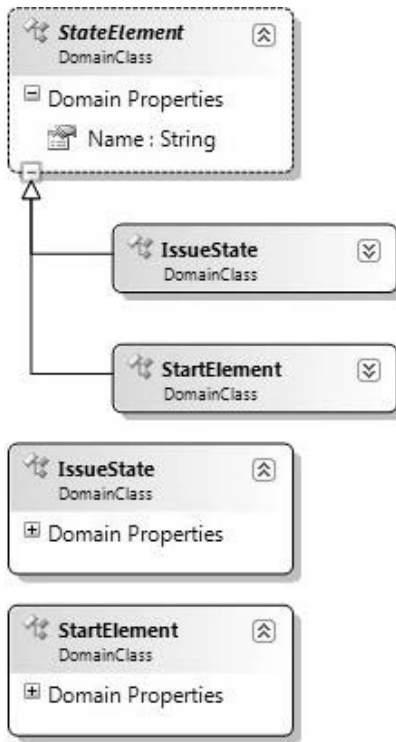 StateElement
DomainClass
Domain Properties
Name : String
IssueState
DomainClass
StartElement
DomainClass
IssueState
DomainClass
Domain Properties
StartElement
DomainClass
Domain Properties